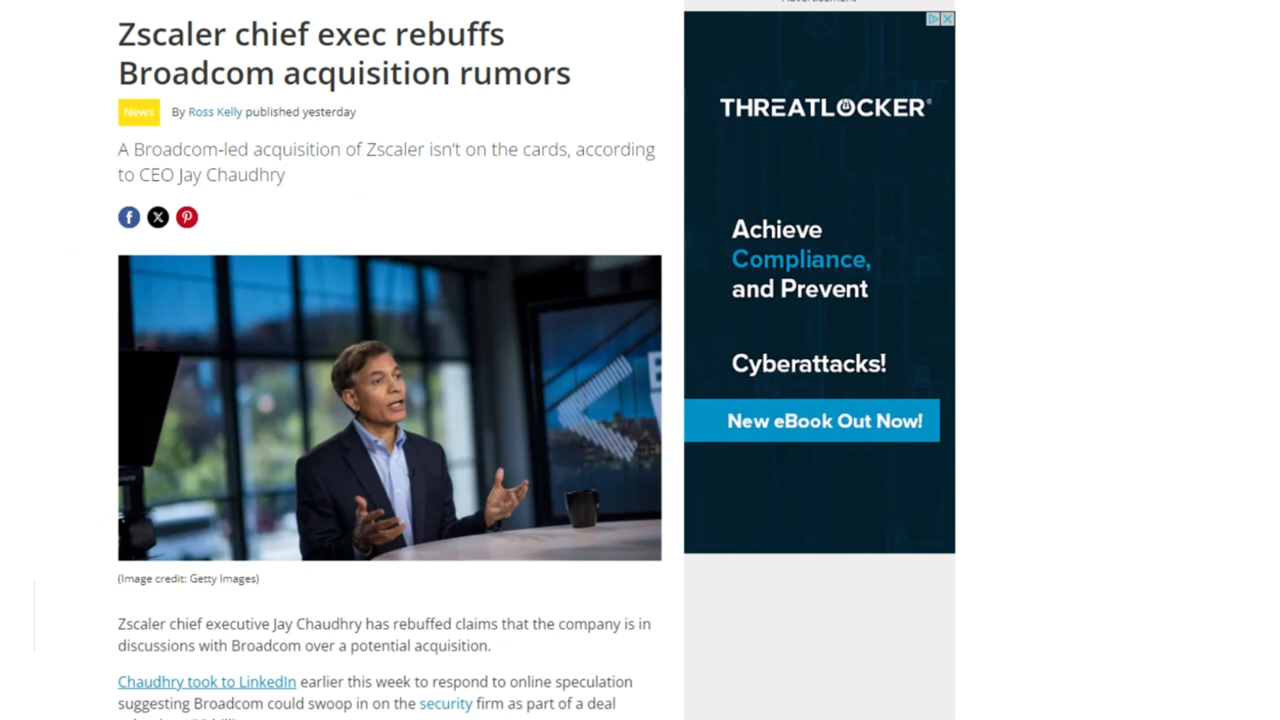 Zscaler chief exec rebuffs
Broadcom acquisition rumors
News By Ross Kelly published yesterday
A Broadcom-led acquisition of Zscaler isn't on the cards, according
to CEO Jay Chaudhry
(Image credit: Getty Images)
Zscaler chief executive Jay Chaudhry has rebuffed claims that the company is in
discussions with Broadcom over a potential acquisition.
Chaudhry took to LinkedIn earlier this week to respond to online speculation
suggesting Broadcom could swoop in on the security firm as part of a deal
THREATLOCKER®
Achieve
Compliance,
and Prevent
Cyberattacks!
New eBook Out Now!